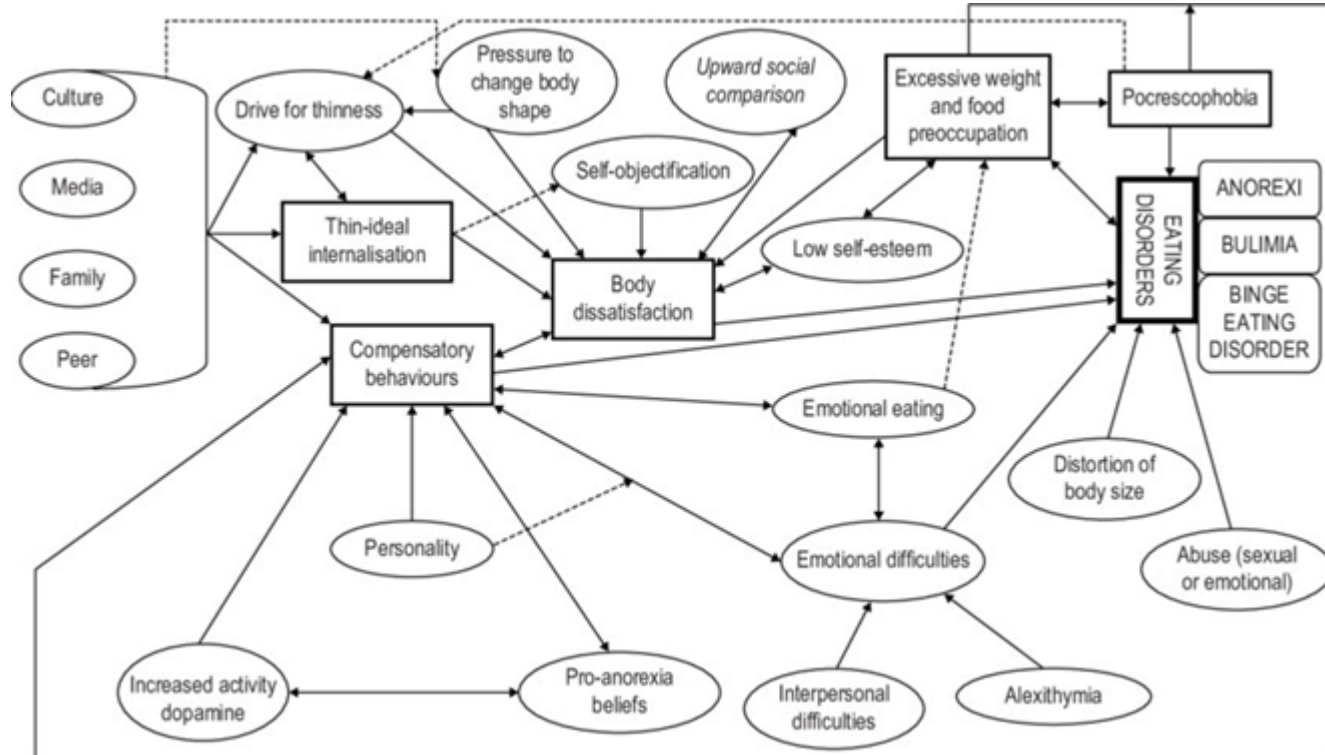 Culture
Media
Family
Peer
Drive for thinness
Pressure to
change body
shape
Upward social
comparison
Excessive weight
and food
preoccupation
Pocrescophobia
Self-objectification
Thin-ideal
internalisation
Low self-esteem
Body
dissatisfaction
EATING
DISORDERS
ANOREXI
BULIMIA
BINGE
EATING
DISORDER
Compensatory
behaviours
Emotional eating
Distortion of
body size
Personality
Emotional difficulties
Abuse (sexual
or emotional)
Increased activity
dopamine
Pro-anorexia
beliefs
Interpersonal
difficulties
Alexithymia